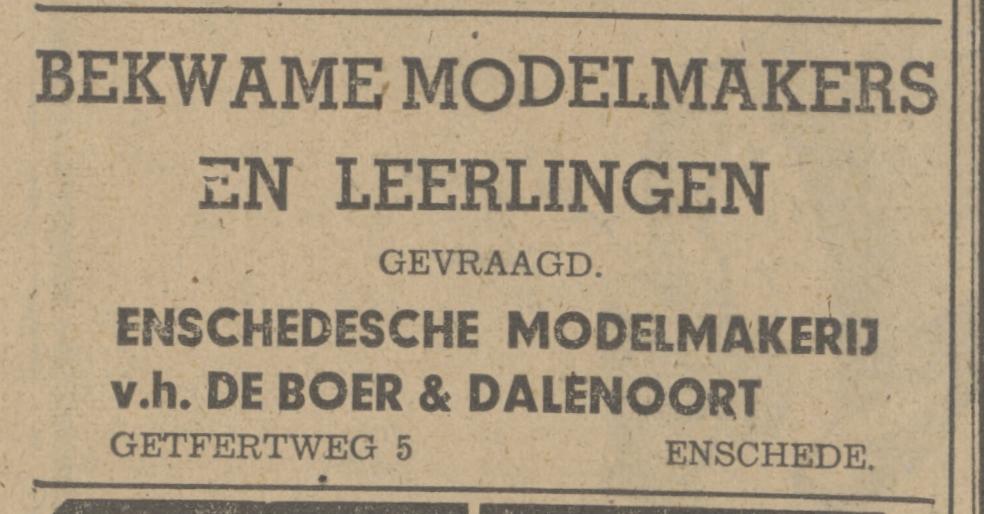 BEKWAME MODELMAKERS
EN LEERLINGEN
GEVRAAGD.
ENSCHEDESCHE MODELMAKERIJ
v.h. DE BOER & DALENOORT
GETFERTWEG 5 ENSCHEDE.